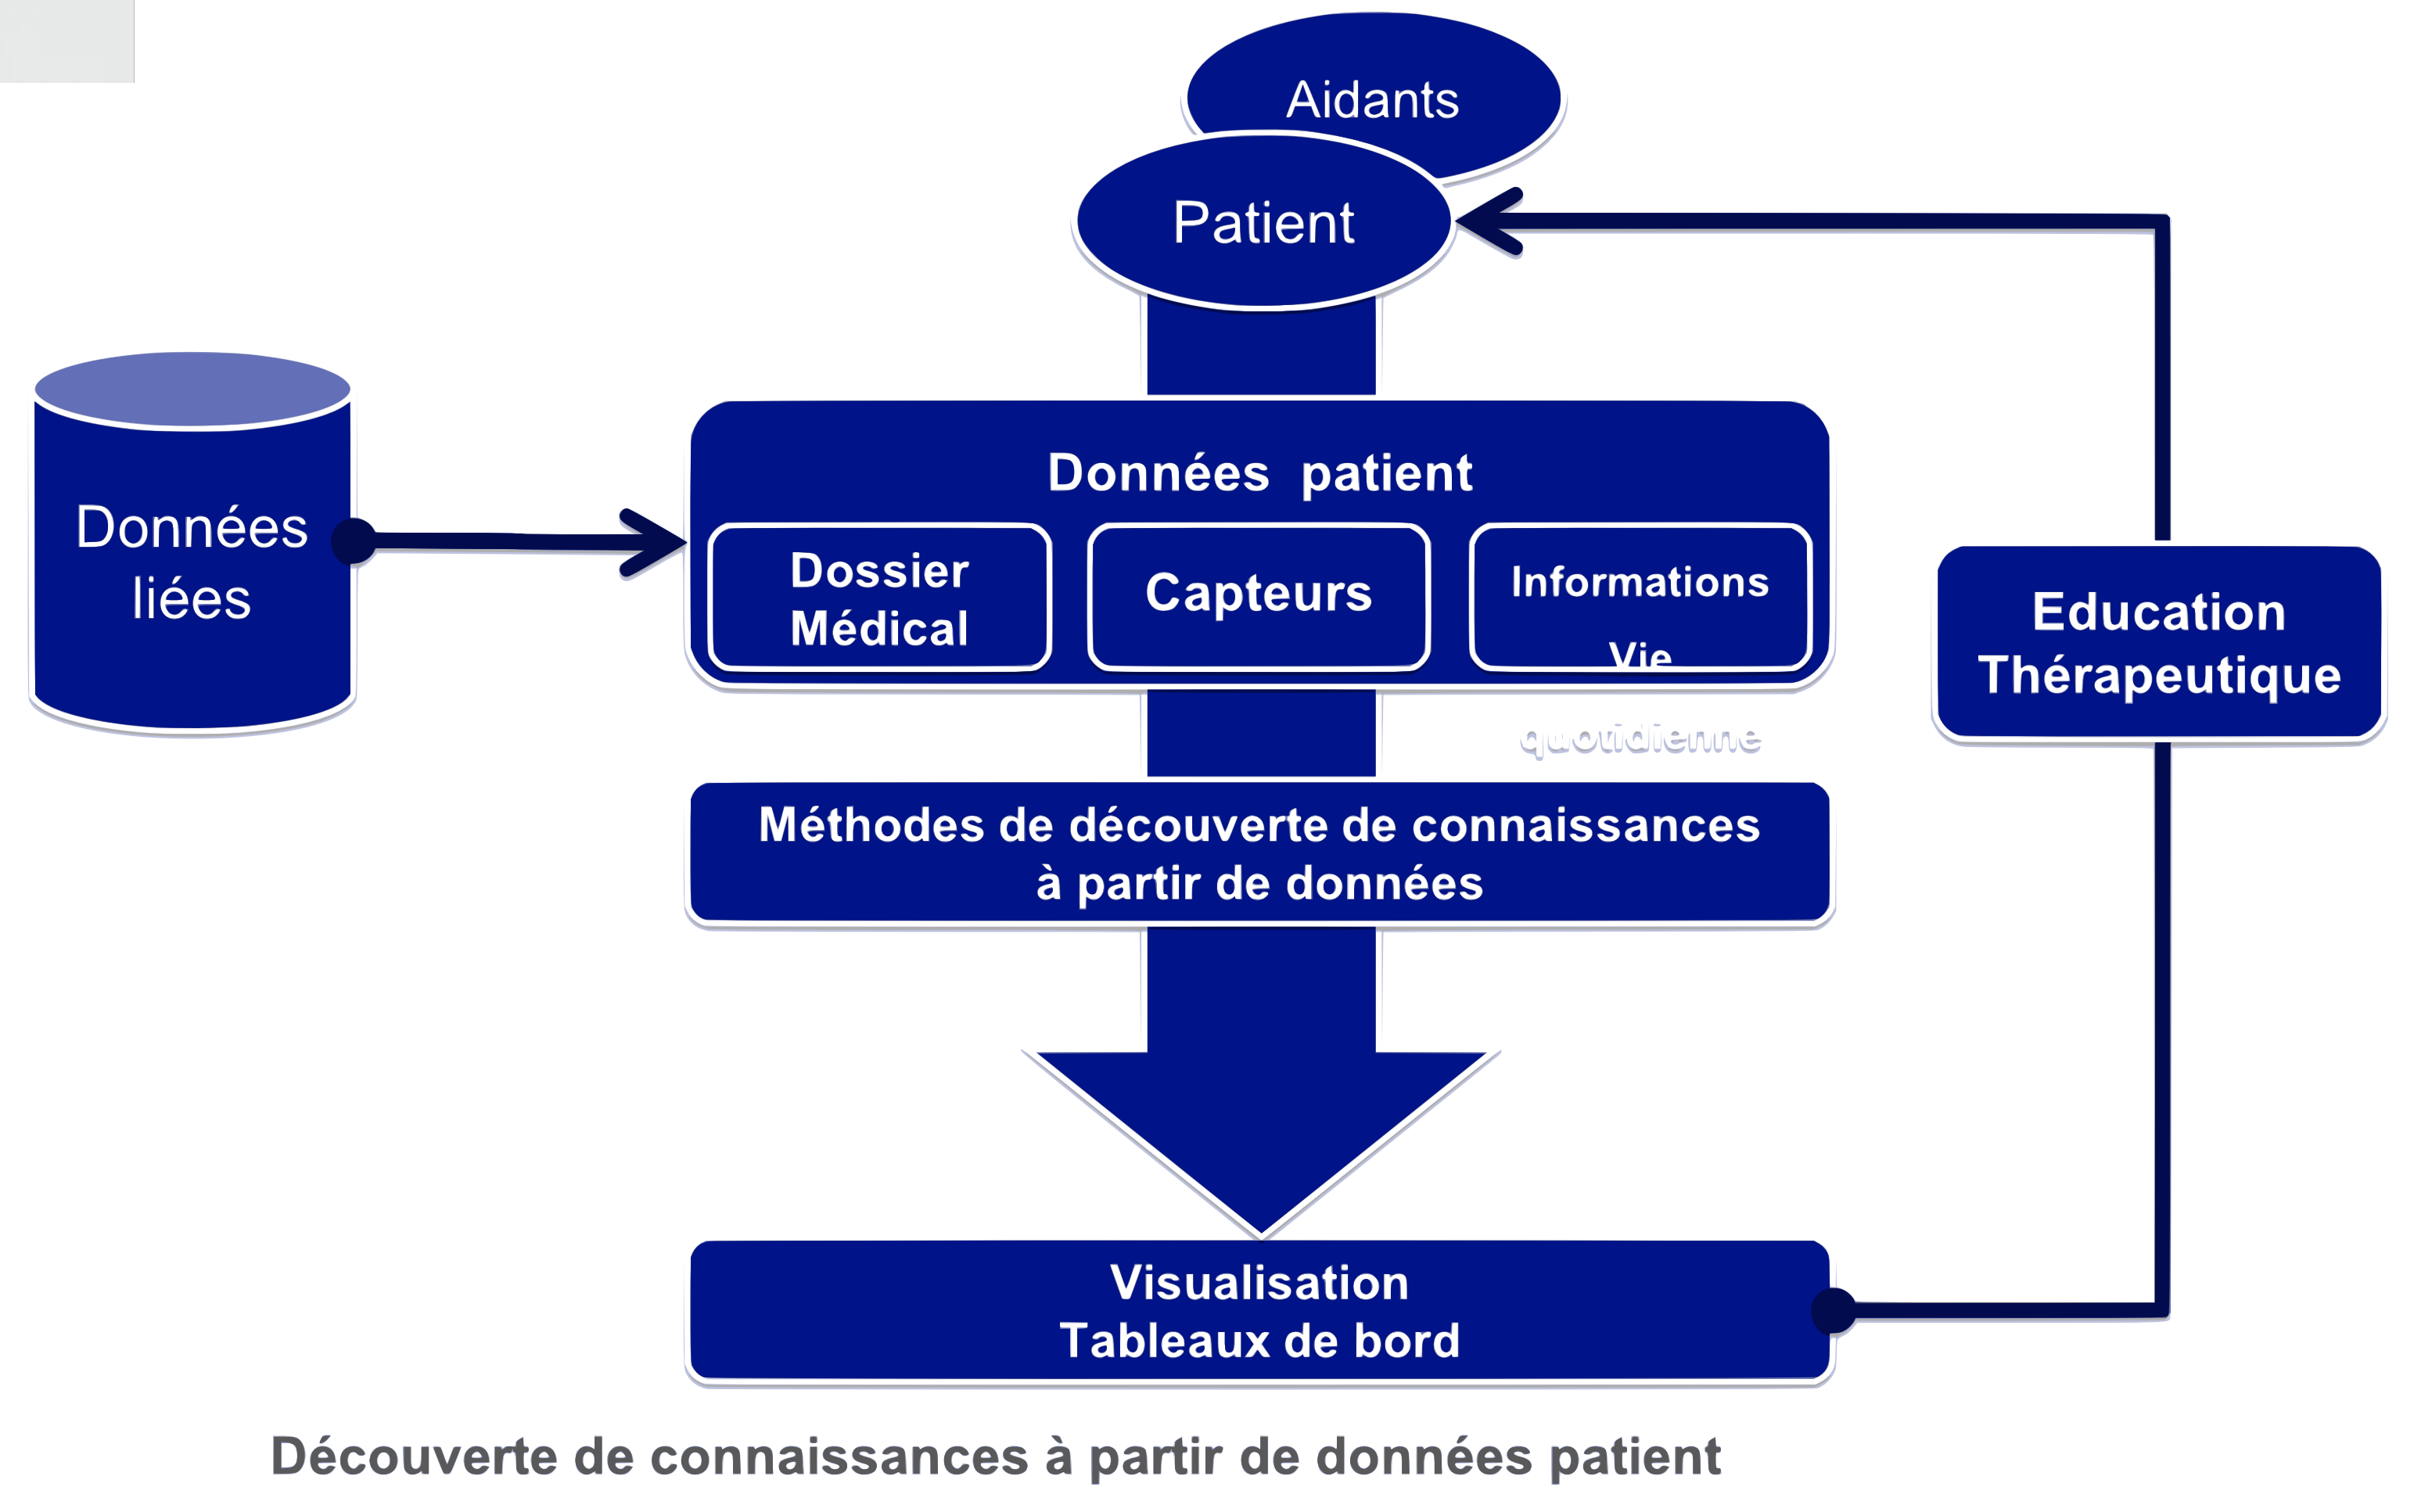 Aidants
Patient
Données
liées
Données patient
Dossier
Médical
Capteurs
Informations
Vie
quotidienne
Education
Thérapeutique
Méthodes de découverte de connaissances
à partir de données
Visualisation
Tableaux de bord
Découverte de connaissances à partir de données patient